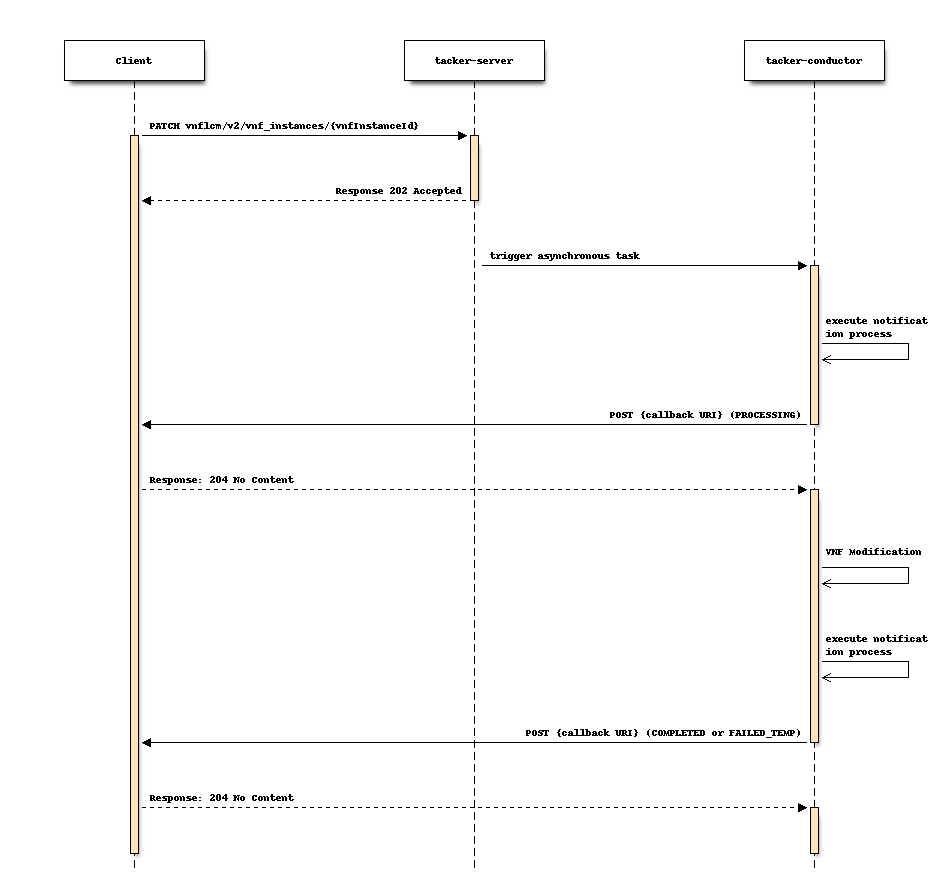 Client
tacker-server
tacker-conductor
PATCH vnflcm/v2/vnf_instances/{vnfInstanceId}
Response 202 Accepted
trigger asynchronous task
execute notificat
ion process
POST {callback URI} (PROCESSING)
Response: 204 No Content
VNF Modification
execute notificat
ion process
POST {callback URI} (COMPLETED or FAILED_TEMP)
Response: 204 No Content